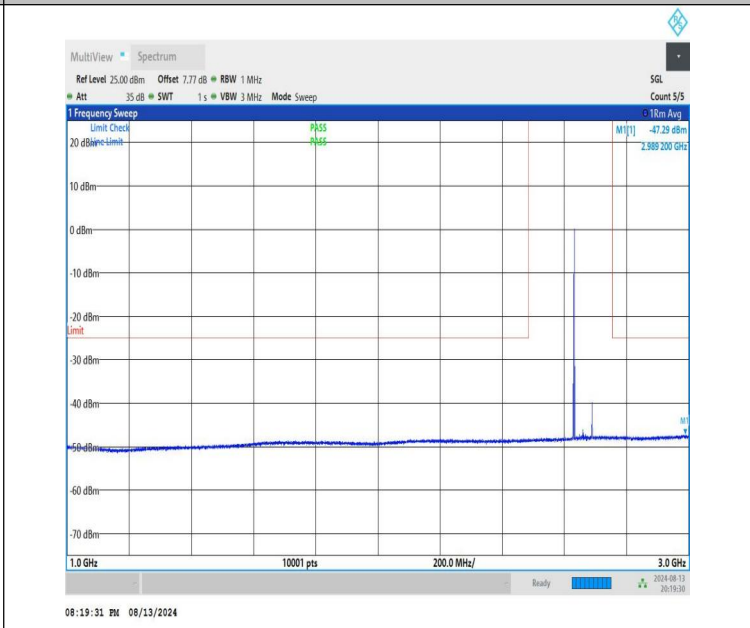 R S
MultiView Spectrum
Ref Level 25.00 dBm Offset 7.77 dB RBW 1 MHz SGL
Att 35 dB SWT 1 s VBW 3 MHz Mode Sweep Count 5/5
1 Frequency Sweep 1Rm Avg
Limit Check PASS M1[1] -47.29 dBm
Line Limit PASS 2.989 200 GHz
20 dBm
10 dBm
0 dBm
-10 dBm
-20 dBm
Limit
-30 dBm
-40 dBm
M1
-50 dBm
-60 dBm
-70 dBm
1.0 GHz 10001 pts 200.0 MHz/ 3.0 GHz
Ready 2024-08-13
20:19:30
08:19:31 PM 08/13/2024